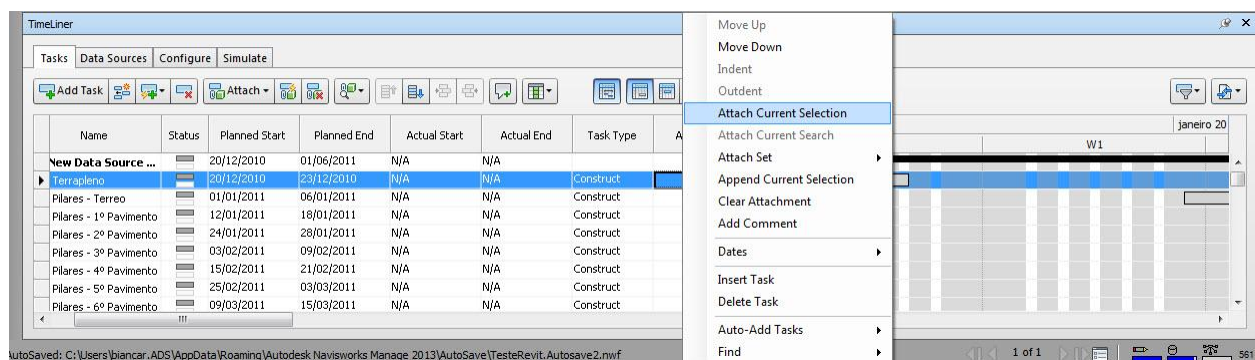 TimeLiner
Tasks Data Sources Configure Simulate
Add Task Attach
Name Status Planned Start Planned End Actual Start Actual End Task Type A
janeiro 20
W1
New Data Source ... 20/12/2010 01/06/2011 N/A N/A
Terrapleno 20/12/2010 23/12/2010 N/A N/A Construct
Pilares - Terreo 01/01/2011 06/01/2011 N/A N/A Construct
Pilares - 1º Pavimento 12/01/2011 18/01/2011 N/A N/A Construct
Pilares - 2º Pavimento 24/01/2011 28/01/2011 N/A N/A Construct
Pilares - 3º Pavimento 03/02/2011 09/02/2011 N/A N/A Construct
Pilares - 4º Pavimento 15/02/2011 21/02/2011 N/A N/A Construct
Pilares - 5º Pavimento 25/02/2011 03/03/2011 N/A N/A Construct
Pilares - 6º Pavimento 09/03/2011 15/03/2011 N/A N/A Construct
Move Up
Move Down
Indent
Outdent
Attach Current Selection
Attach Current Search
Attach Set
Append Current Selection
Clear Attachment
Add Comment
Dates
Insert Task
Delete Task
Auto-Add Tasks
Find
AutoSaved: C:\Users\biancar.ADS\AppData\Roaming\Autodesk Navisworks Manage 2013\AutoSave\TesteRevit.Autosave2.nwf
1 of 1
561